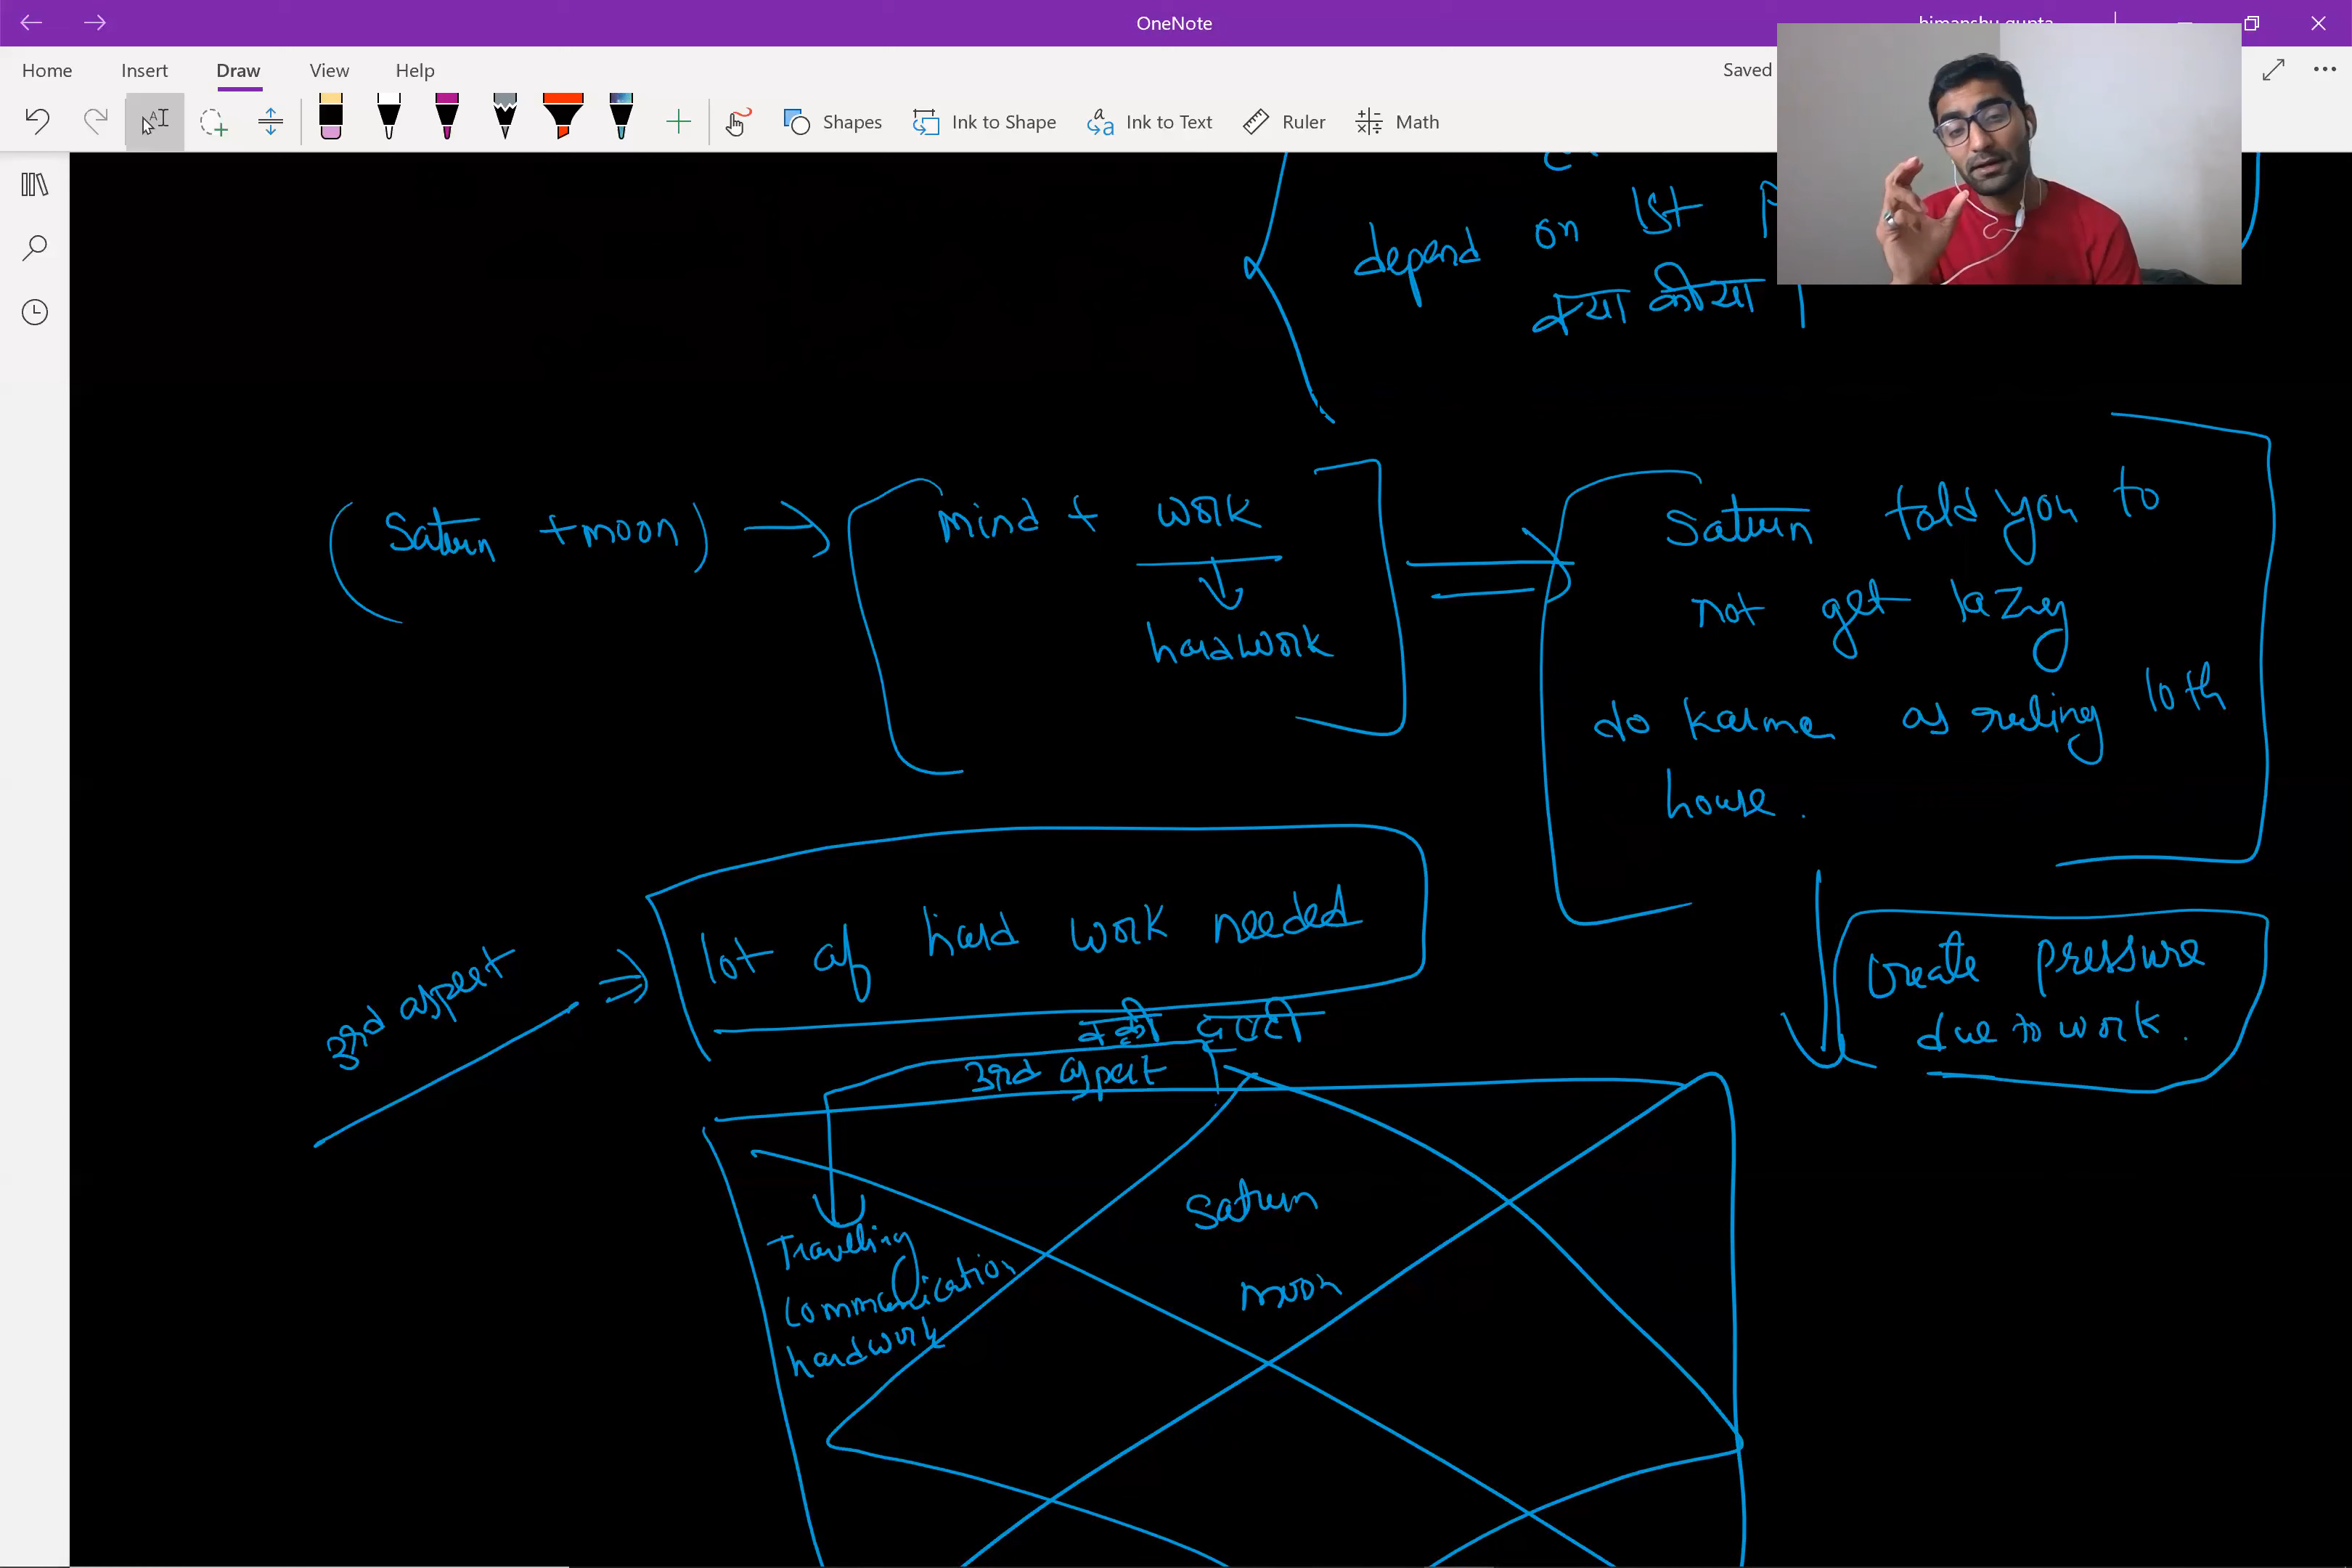 OneNote
himanshu gupta
Home Insert Draw View Help
Saved
Shapes Ink to Shape Ink to Text Ruler Math
depend on 1st
क्या कीया
(Saturn + moon)
mind + work
hardwork
Saturn told you to
not get lazy
do karma as ruling 10th
house.
3rd aspect
lot of hard work needed
Create pressure
due to work.
3rd aspect
Saturn
moon
Travelling
Communication
hardwork